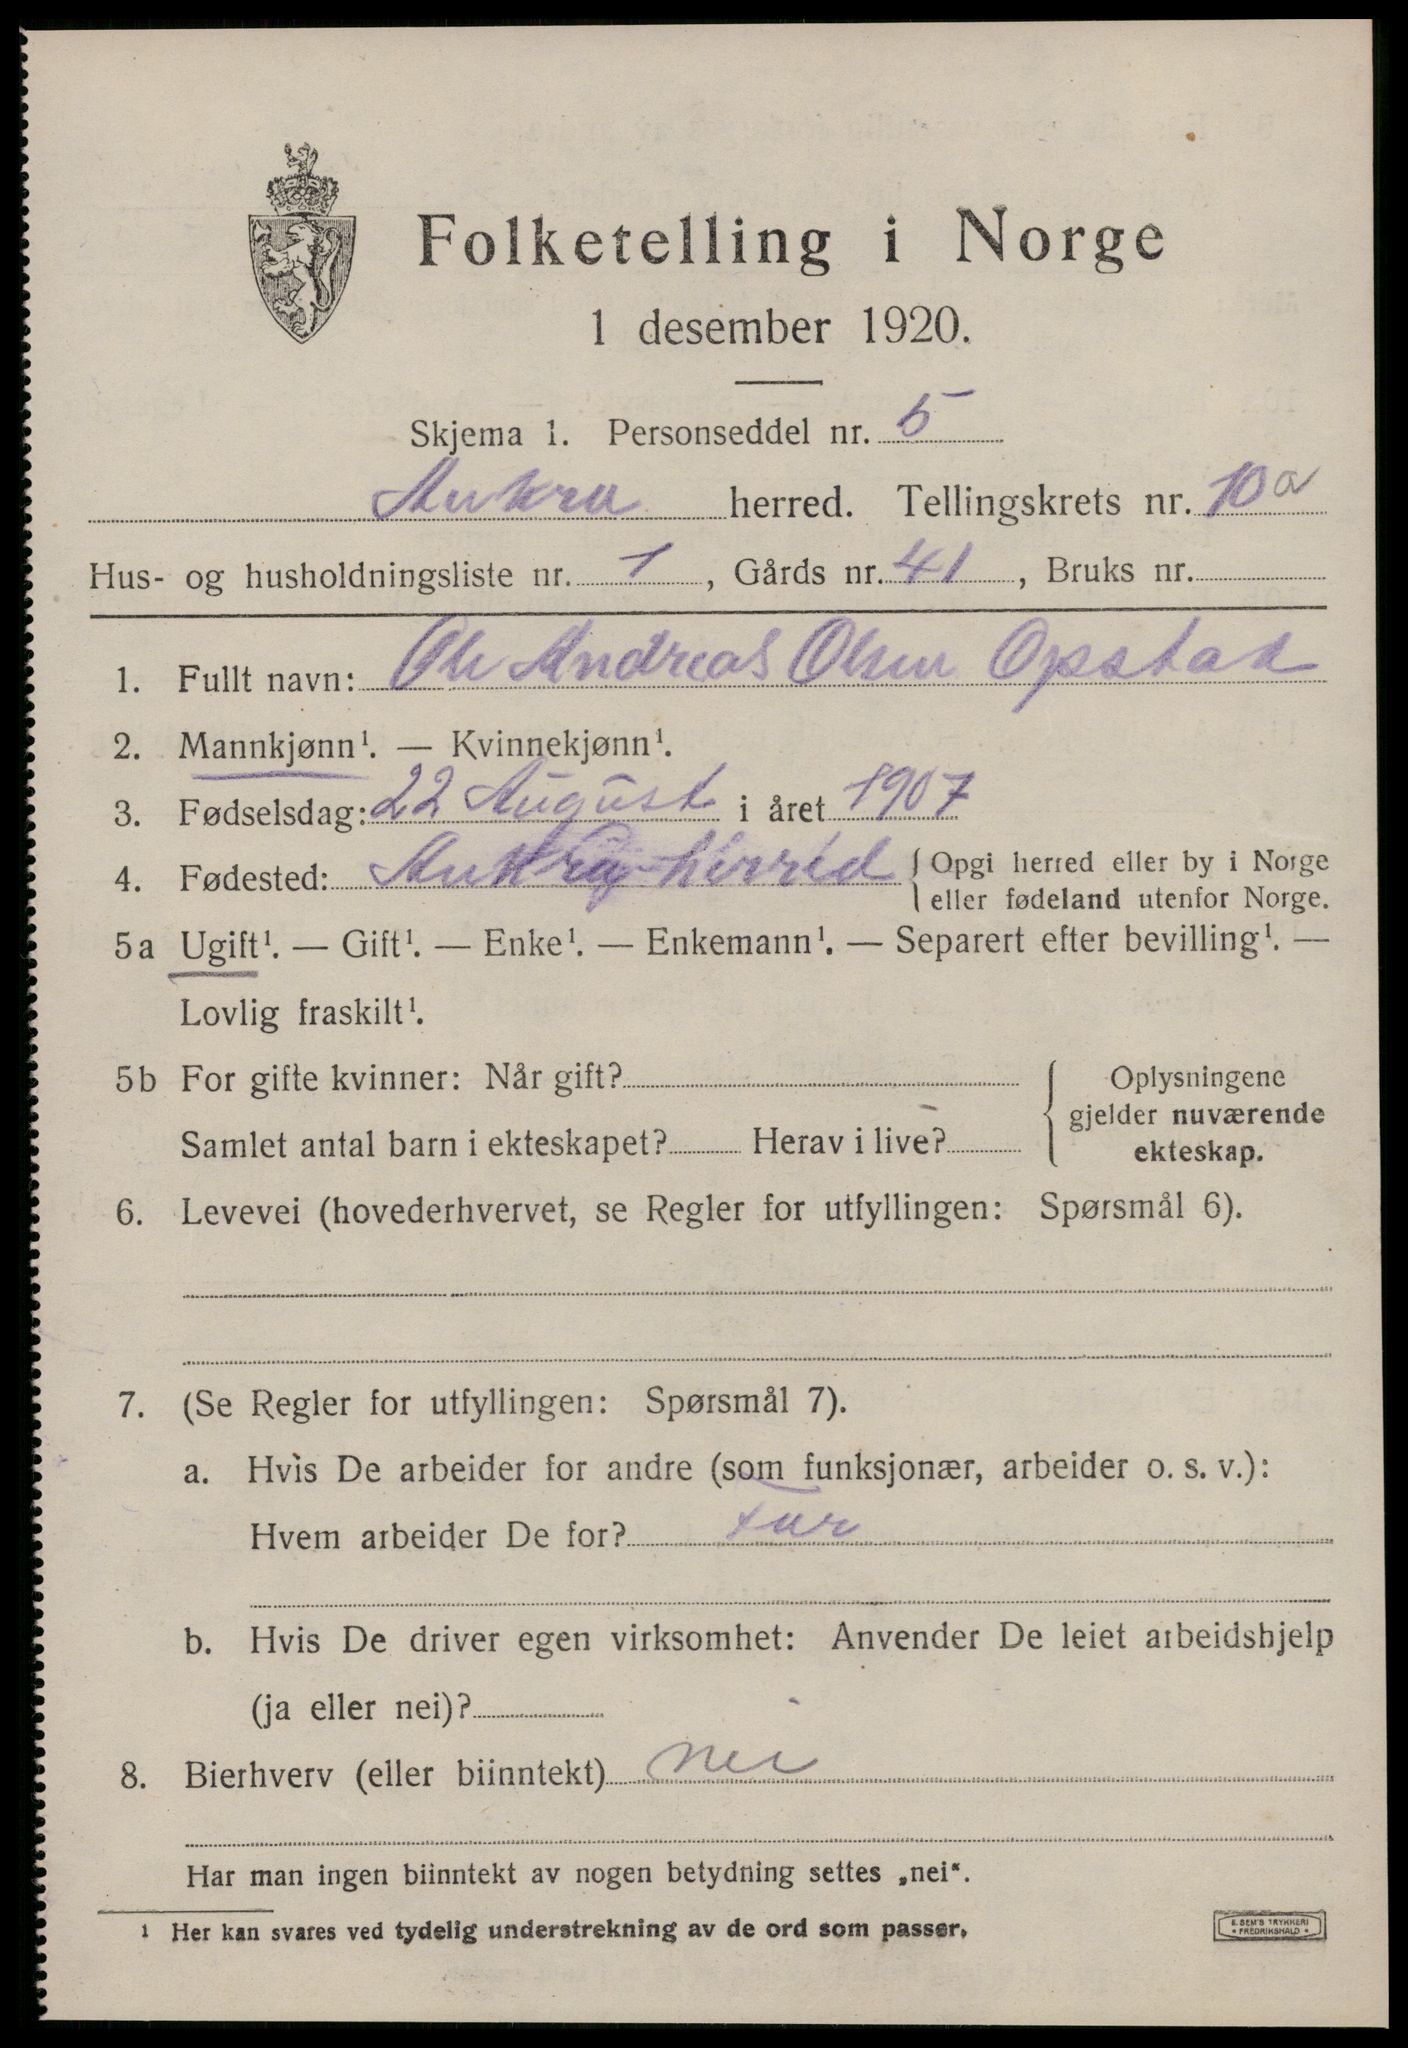 Folketelling i Norge
1 desember 1920.
Skjema 1. Personseddel nr. 5
Aukra herred. Tellingskrets nr. 10a
Hus- og husholdningsliste nr. 1, Gårds nr. 41, Bruks nr.
1. Fullt navn: Ole Andreas Olsen Opstad
2. Mannkjønn¹. — Kvinnekjønn¹.
3. Fødselsdag: 22 August i året 1907
4. Fødested: Aukra herred { Opgi herred eller by i Norge
eller fødeland utenfor Norge.
5a Ugift¹. — Gift¹. — Enke¹. — Enkemann¹. — Separert efter bevilling¹. —
Lovlig fraskilt¹.
5b For gifte kvinner: Når gift? { Oplysningene
gjelder nuværende
Samlet antal barn i ekteskapet? Herav i live? ekteskap.
6. Levevei (hovederhvervet, se Regler for utfyllingen: Spørsmål 6).
7. (Se Regler for utfyllingen: Spørsmål 7).
a. Hvis De arbeider for andre (som funksjonær, arbeider o. s. v.):
Hvem arbeider De for? Far
b. Hvis De driver egen virksomhet: Anvender De leiet arbeidshjelp
(ja eller nei)?
8. Bierhverv (eller biinntekt) nei
Har man ingen biinntekt av nogen betydning settes „nei“.
¹ Her kan svares ved tydelig understrekning av de ord som passer.
S. SEM'S TRYKKERI
• FREDRIKSHALD •